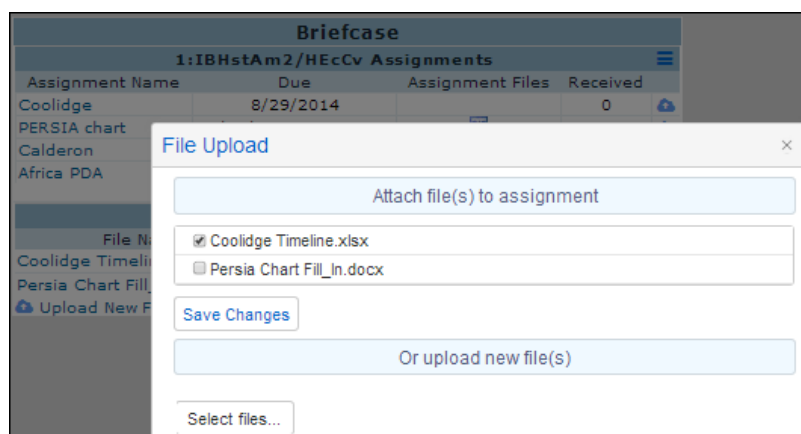 Briefcase
1:IBHstAm2/HEcCv Assignments
Assignment Name Due Assignment Files Received
Coolidge 8/29/2014 0
PERSIA chart
Calderon
Africa PDA
File Upload ×
Attach file(s) to assignment
Coolidge Timeline.xlsx
Persia Chart Fill_In.docx
Save Changes
Or upload new file(s)
Select files...
File
Coolidge
Persia Chart Fill_
Upload New